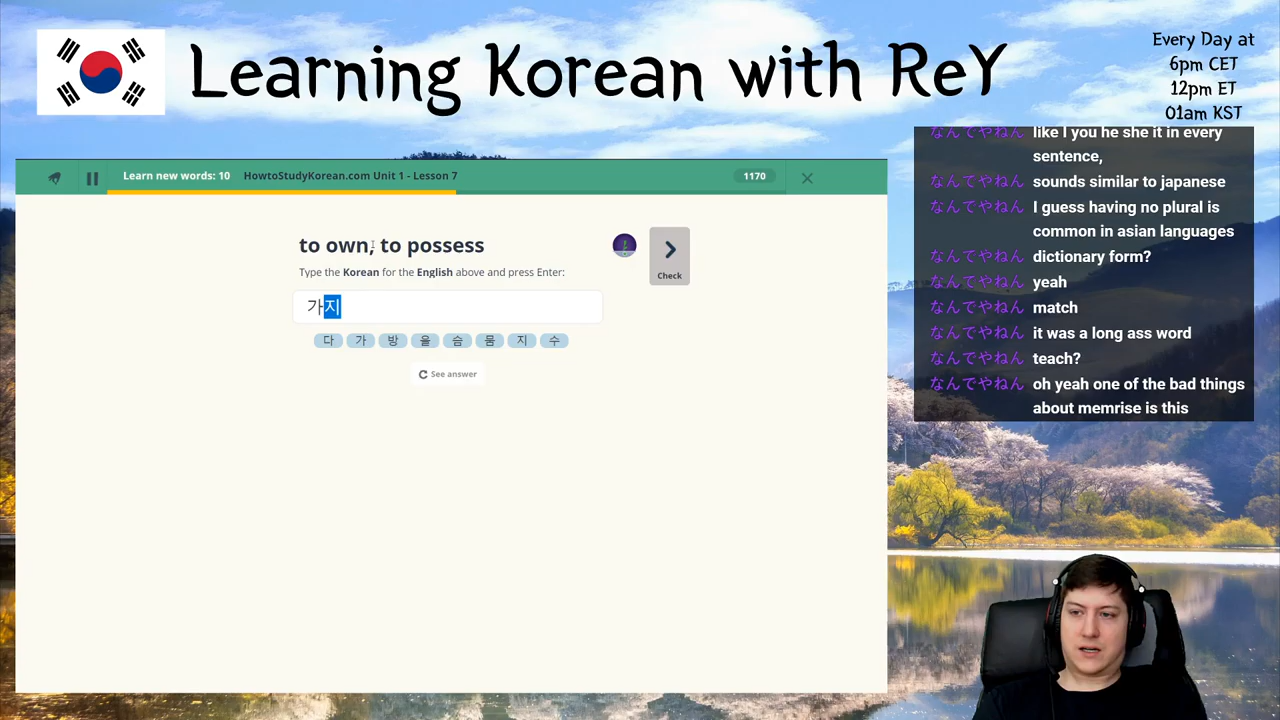 Learning Korean with ReY
Every Day at
6pm CET
12pm ET
01am KST
Learn new words: 10 HowtoStudyKorean.com Unit 1 - Lesson 7 1170
to own, to possess
Type the Korean for the English above and press Enter:
가지
Check
다 가 방 을 슴 몸 지 수
See answer
なんでやねん like I you he she it in every
sentence,
なんでやねん sounds similar to japanese
なんでやねん I guess having no plural is
common in asian languages
なんでやねん dictionary form?
なんでやねん yeah
なんでやねん match
なんでやねん it was a long ass word
なんでやねん teach?
なんでやねん oh yeah one of the bad things
about memrise is this